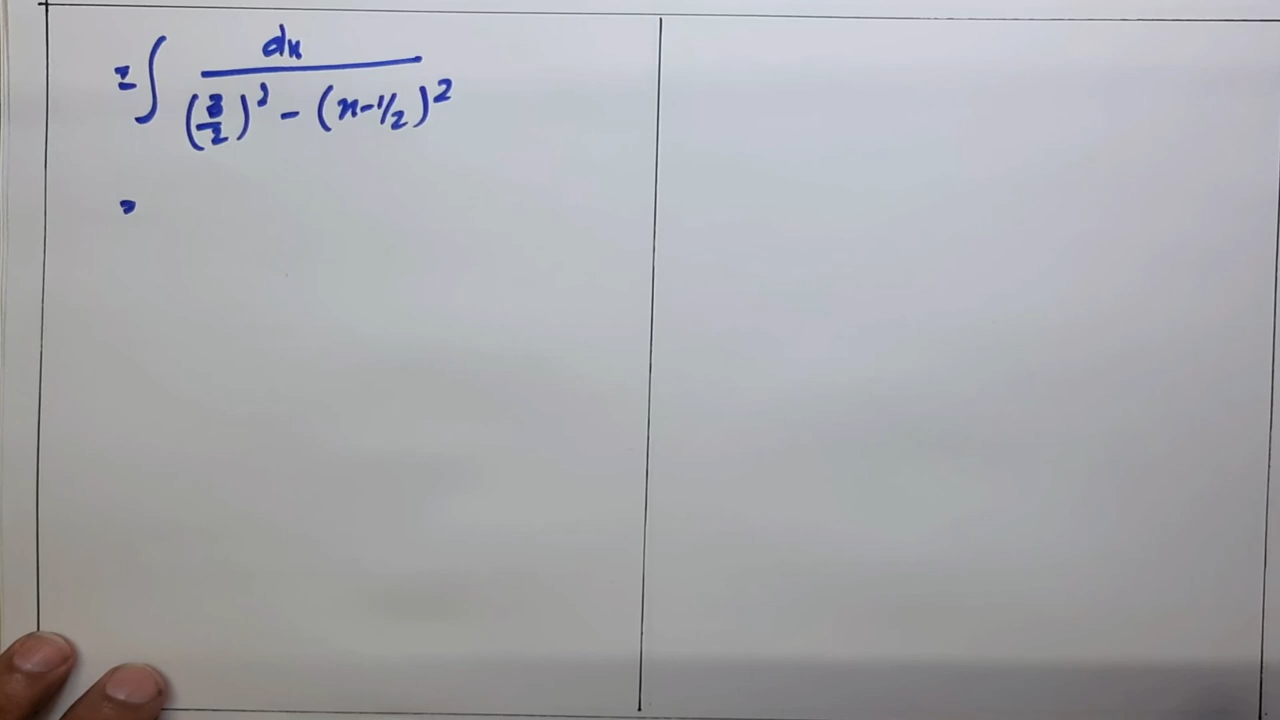 = ∫ dx / (3/2)² - (x-1/2)²
=